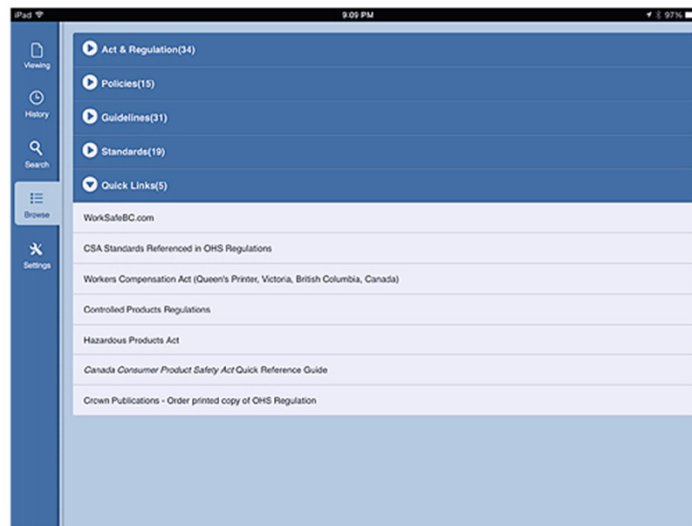 iPad 9:09 PM 97%
Viewing
History
Search
Browse
Settings
Act & Regulation(34)
Policies(15)
Guidelines(31)
Standards(19)
Quick Links(5)
WorkSafeBC.com
CSA Standards Referenced in OHS Regulations
Workers Compensation Act (Queen's Printer, Victoria, British Columbia, Canada)
Controlled Products Regulations
Hazardous Products Act
Canada Consumer Product Safety Act Quick Reference Guide
Crown Publications - Order printed copy of OHS Regulation